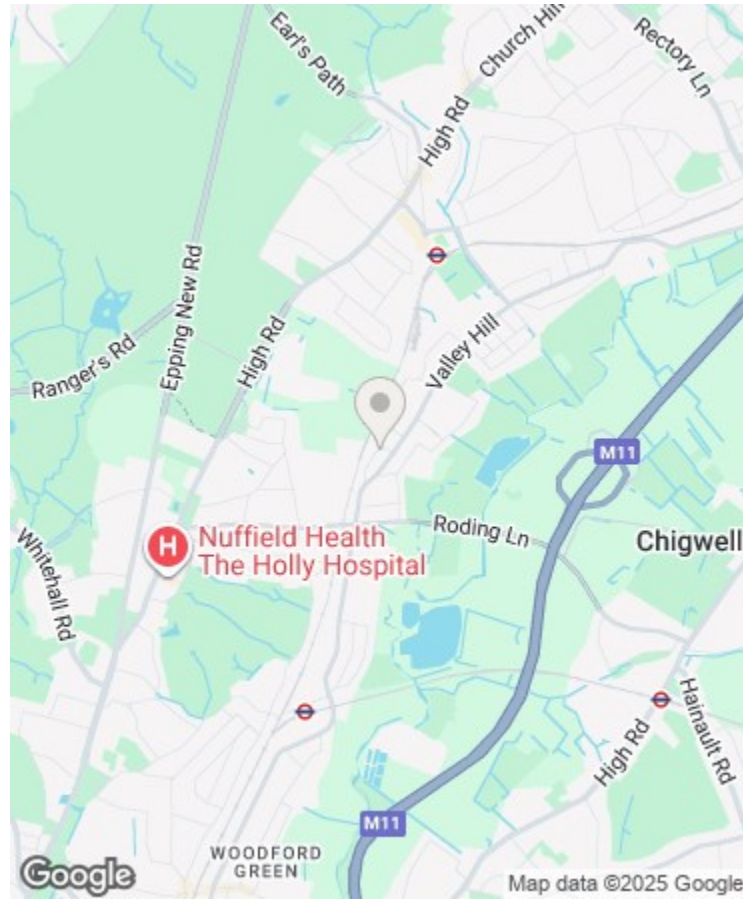 Earl's Path
Church Hill
Rectory Ln
High Rd
Epping New Rd
High Rd
Ranger's Rd
Valley Hill
M11
Roding Ln
Chigwell
H
Nuffield Health
The Holly Hospital
Whitehall Rd
Hainault Rd
High Rd
M11
WOODFORD
GREEN
Google
Map data ©2025 Google